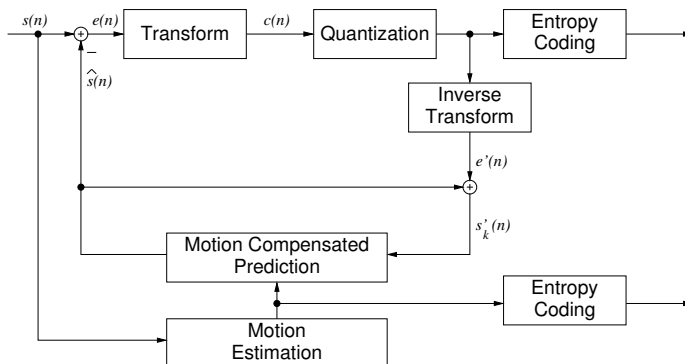 s(n) e(n) Transform c(n) Quantization Entropy
Coding
−
ŝ(n)
Inverse
Transform
e'(n)
s'ₖ(n)
Motion Compensated
Prediction
Entropy
Coding
Motion
Estimation